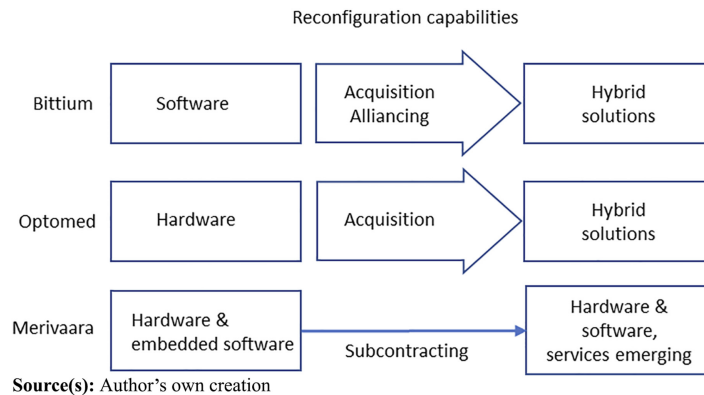 Reconfiguration capabilities
Bittium
Software
Acquisition
Alliancing
Hybrid
solutions
Optomed
Hardware
Acquisition
Hybrid
solutions
Merivaara
Hardware &
embedded software
Subcontracting
Hardware &
software,
services emerging
Source(s): Author's own creation